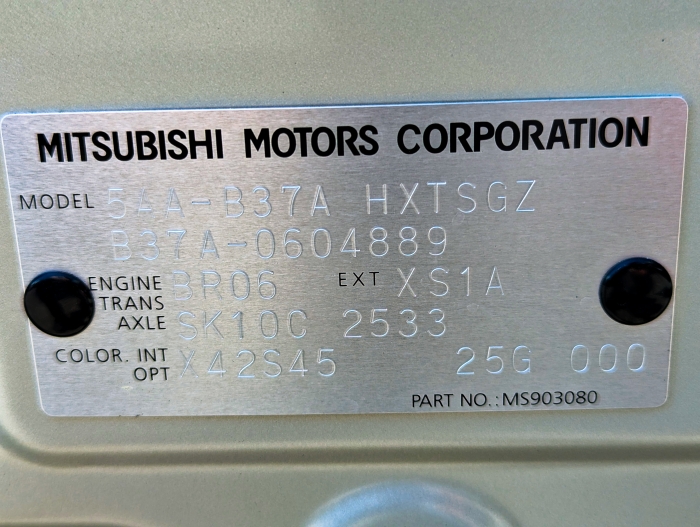 MITSUBISHI MOTORS CORPORATION
MODEL 5AA-B37A HXTSGZ
B37A-0604889
ENGINE BR06 EXT XS1A
TRANS
AXLE SK10C 2533
COLOR. INT X42S45 25G 000
OPT
PART NO.:MS903080